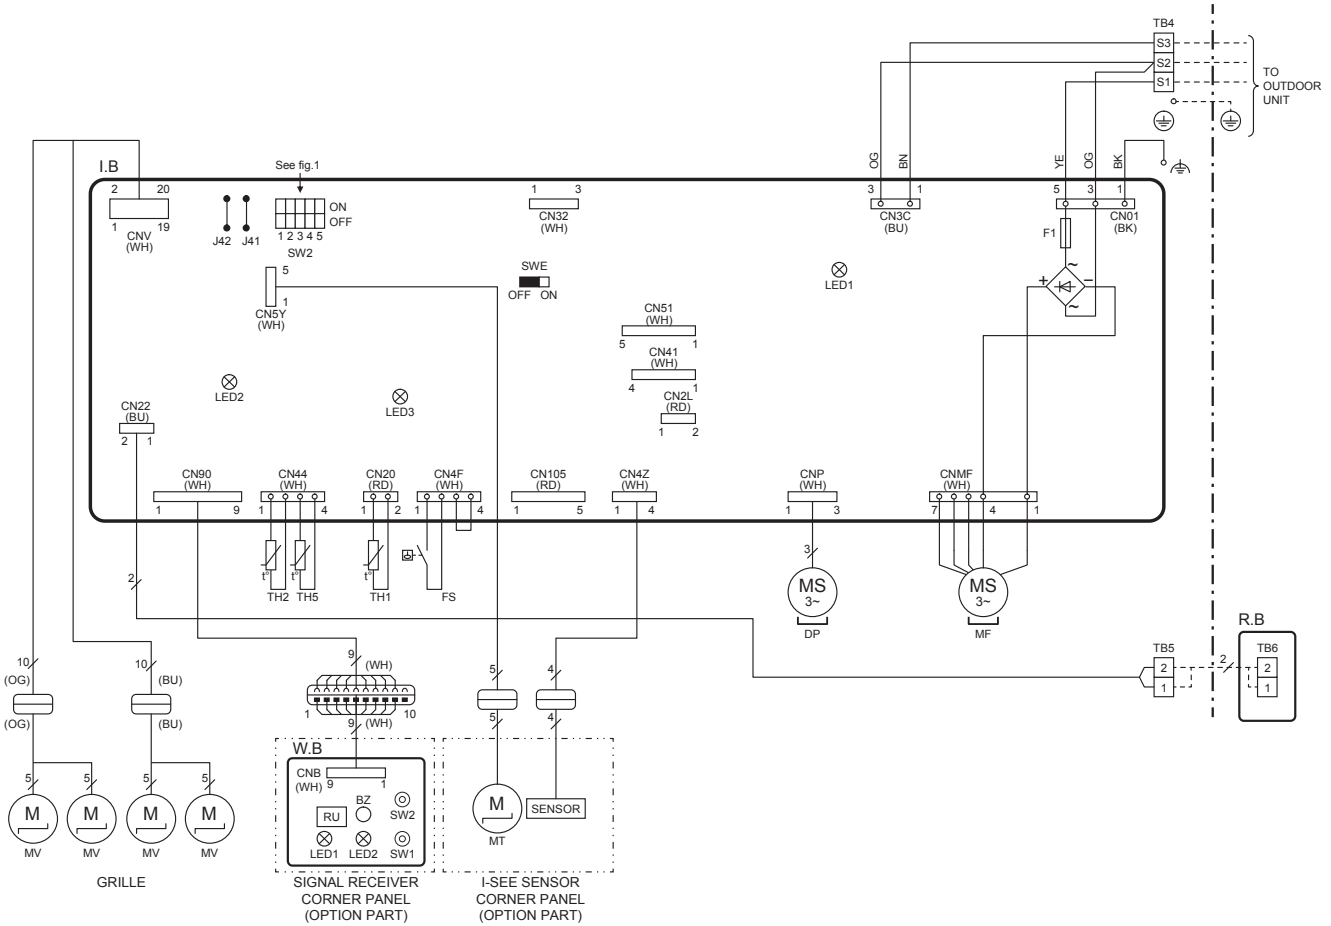 TB4
S3
S2
S1
TO
OUTDOOR
UNIT
OG
BN
YE
OG
BK
I.B
See fig.1
2 20
1 19
CNV
(WH)
J42 J41
ON
OFF
1 2 3 4 5
SW2
1 3
CN32
(WH)
3 1
CN3C
(BU)
5 3 1
CN01
(BK)
F1
~
+ −
~
5
1
CN5Y
(WH)
SWE
OFF ON
LED1
CN51
(WH)
5 1
CN41
(WH)
4 1
CN2L
(RD)
1 2
LED2
LED3
CN22
(BU)
2 1
CN90
(WH)
1 9
CN44
(WH)
1 4
CN20
(RD)
1 2
CN4F
(WH)
1 4
CN105
(RD)
1 5
CN4Z
(WH)
1 4
CNP
(WH)
1 3
CNMF
(WH)
7 4 1
t° t° t°
TH2 TH5 TH1 FS
2
3
MS
3~
DP
MS
3~
MF
R.B
TB5
2
1
2
TB6
2
1
10
(OG)
(OG)
10
(BU)
(BU)
9
(WH)
1 10
9
(WH)
5
5
4
4
5 5 5 5
M M M M
MV MV MV MV
GRILLE
W.B
CNB
(WH)
9 1
RU
BZ
SW2
LED1 LED2 SW1
SIGNAL RECEIVER
CORNER PANEL
(OPTION PART)
M
MT
SENSOR
I-SEE SENSOR
CORNER PANEL
(OPTION PART)